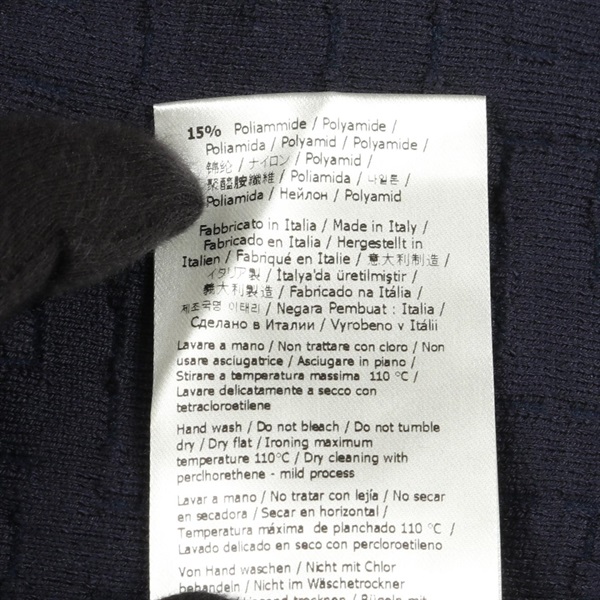 15% Poliammide / Polyamide /
Poliamida / Polyamid / Polyamide /
锦纶 / ナイロン / Polyamid /
聚醯胺纖維 / Poliamida / 나일론 /
Poliamida / Нейлон / Polyamid
Fabbricato in Italia / Made in Italy /
Fabricado en Italia / Hergestellt in
Italien / Fabriqué en Italie / 意大利制造 /
イタリア製 / İtalya'da üretilmiştir /
義大利製造 / Fabricado na Itália /
제조국명 이태리 / Negara Pembuat : Italia /
Сделано в Италии / Vyrobeno v Itálii
Lavare a mano / Non trattare con cloro / Non
usare asciugatrice / Asciugare in piano /
Stirare a temperatura massima 110 °C /
Lavare delicatamente a secco con
tetracloroetilene
Hand wash / Do not bleach / Do not tumble
dry / Dry flat / Ironing maximum
temperature 110°C / Dry cleaning with
perclhorethene - mild process
Lavar a mano / No tratar con lejía / No secar
en secadora / Secar en horizontal /
Temperatura máxima de planchado 110 °C /
Lavado delicado en seco con percloroetileno
Von Hand waschen / Nicht mit Chlor
behandeln / Nicht im Wäschetrockner
trocknen / Bügeln mit